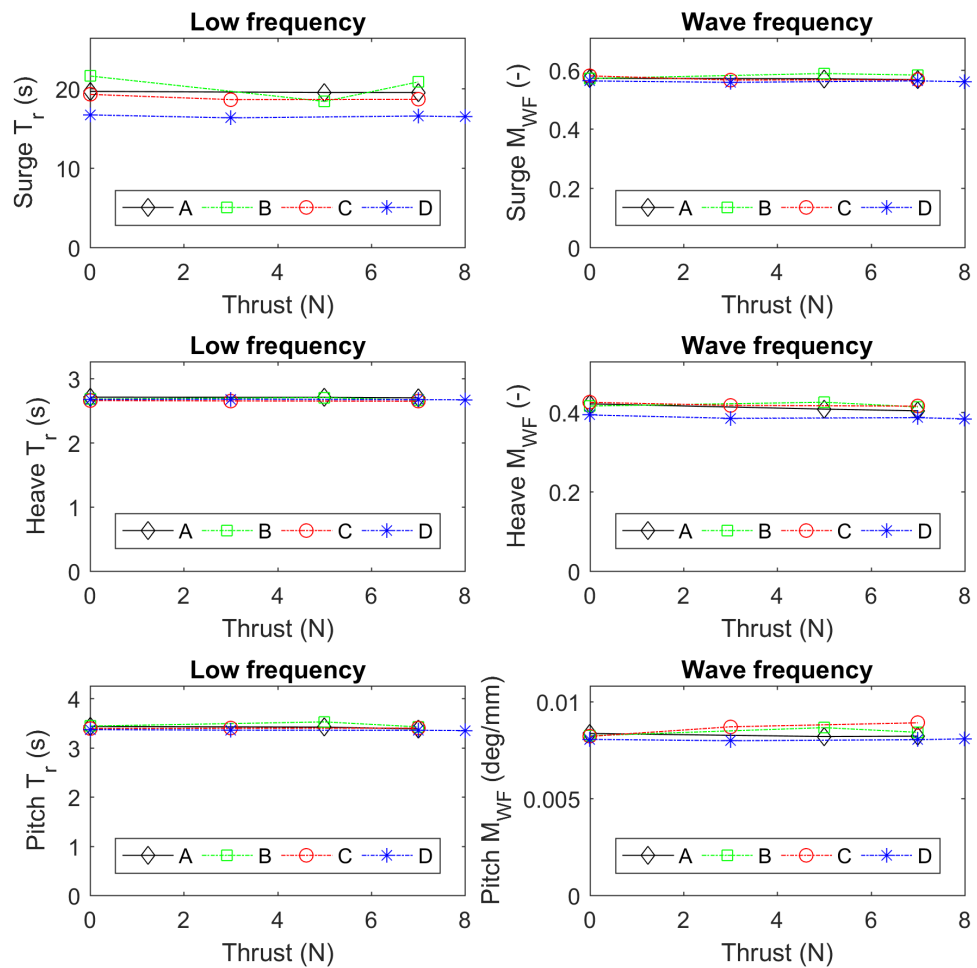 Low frequency
Surge T_r (s)
20
10
0
0 2 4 6 8
A B C D
Thrust (N)
Wave frequency
Surge M_WF (-)
0.6
0.4
0.2
0
0 2 4 6 8
A B C D
Thrust (N)
Low frequency
Heave T_r (s)
3
2
1
0
0 2 4 6 8
A B C D
Thrust (N)
Wave frequency
Heave M_WF (-)
0.4
0.2
0
0 2 4 6 8
A B C D
Thrust (N)
Low frequency
Pitch T_r (s)
4
3
2
1
0
0 2 4 6 8
A B C D
Thrust (N)
Wave frequency
Pitch M_WF (deg/mm)
0.01
0.005
0
0 2 4 6 8
A B C D
Thrust (N)